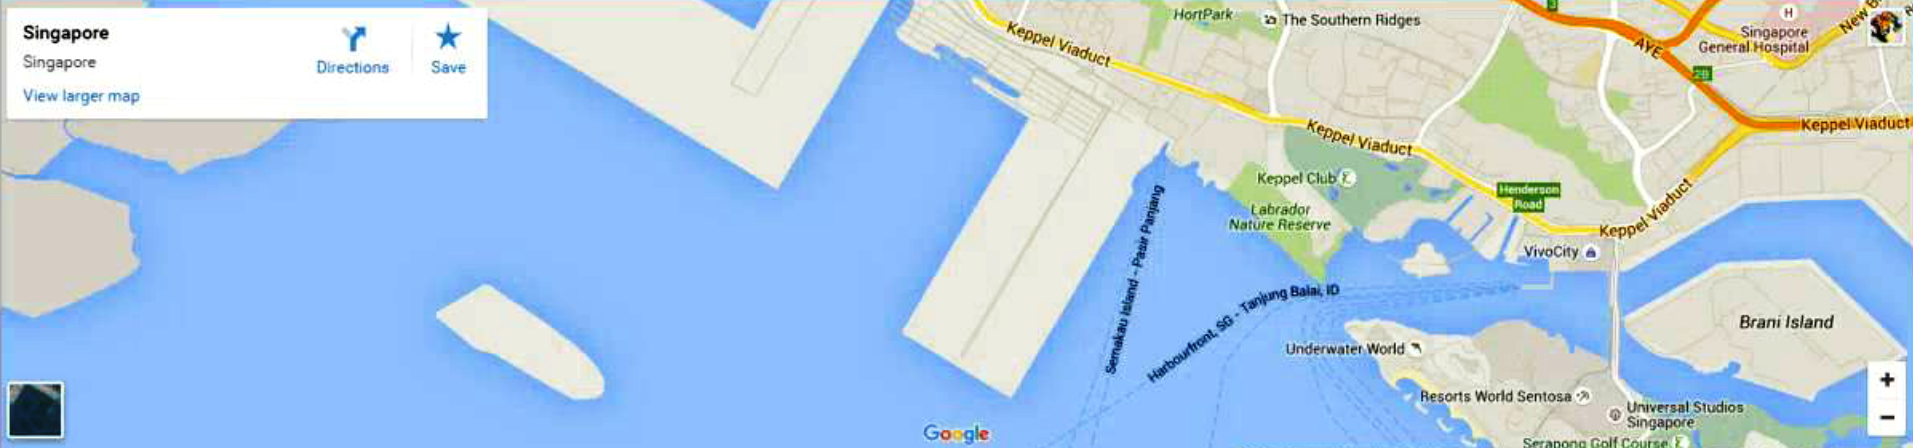 Singapore
Singapore
Directions
Save
View larger map
HortPark
The Southern Ridges
Keppel Viaduct
3
H
Singapore
General Hospital
AYE
2B
Keppel Viaduct
Keppel Viaduct
Keppel Club
Labrador
Nature Reserve
Henderson
Road
Keppel Viaduct
VivoCity
Semakau Island - Pasir Panjang
Harbourfront, SG - Tanjung Balai, ID
Brani Island
Underwater World
Resorts World Sentosa
Universal Studios
Singapore
Serapong Golf Course
Google
+
-